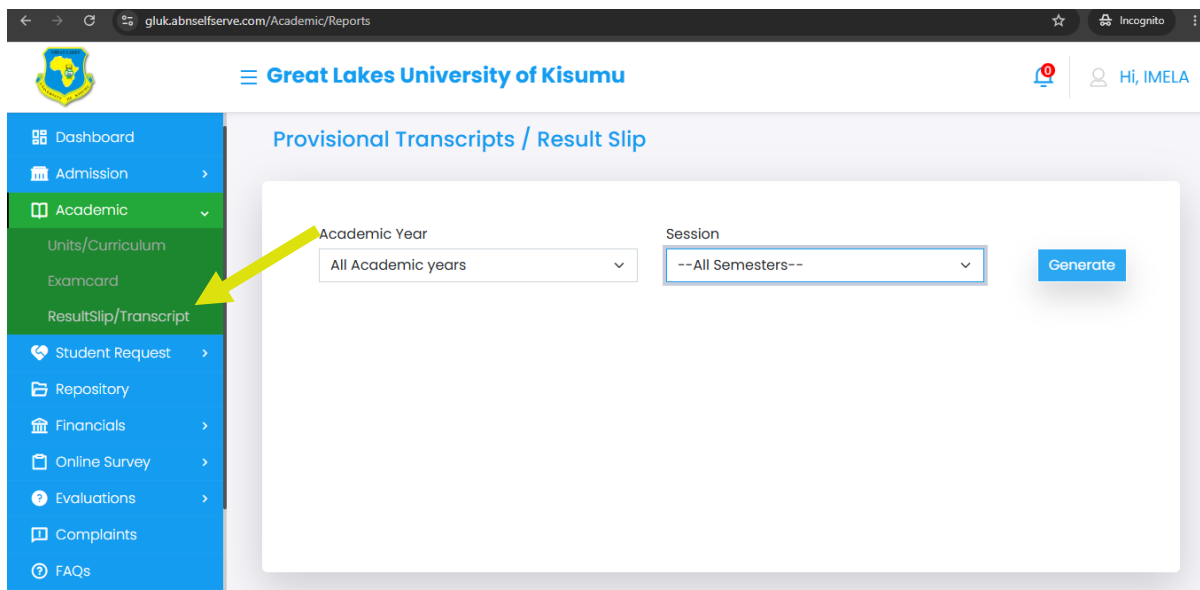 gluk.abnselfserve.com/Academic/Reports
Incognito
Great Lakes University of Kisumu
0
Hi, IMELA
Dashboard
Admission
Academic
Units/Curriculum
Examcard
ResultSlip/Transcript
Student Request
Repository
Financials
Online Survey
Evaluations
Complaints
FAQs
Provisional Transcripts / Result Slip
Academic Year
All Academic years
Session
--All Semesters--
Generate